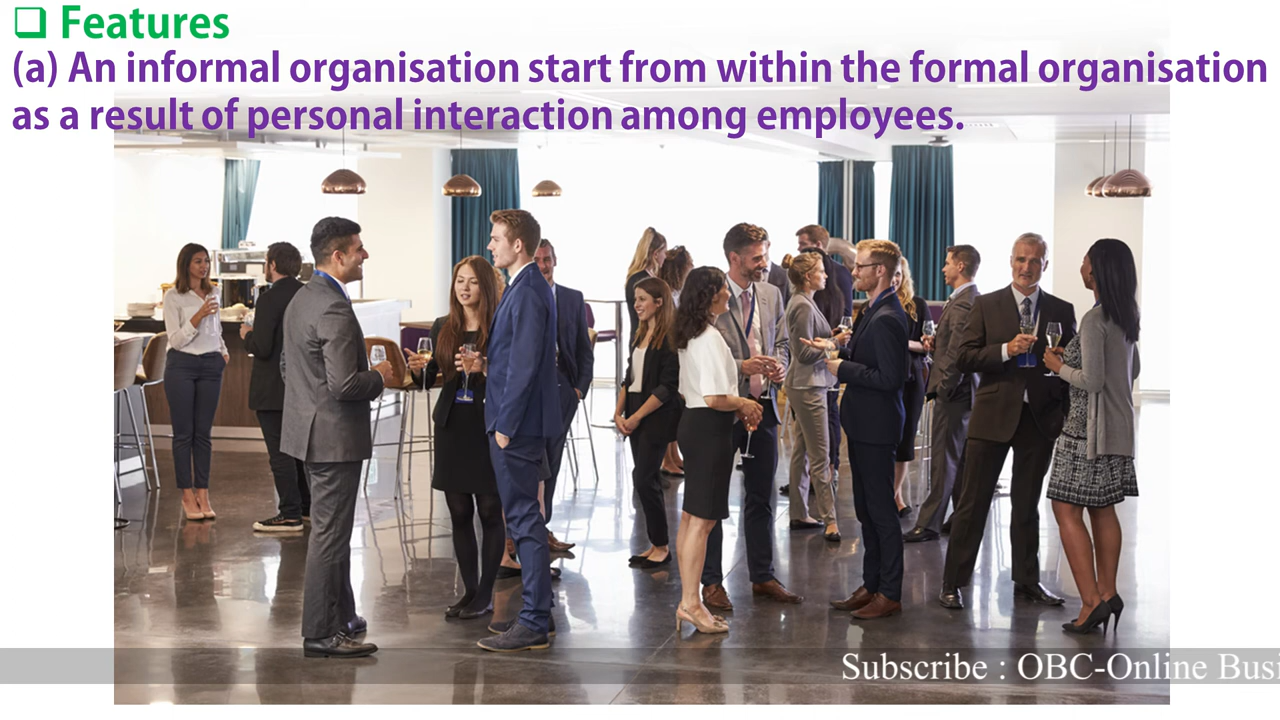 ❑ Features
(a) An informal organisation start from within the formal organisation
as a result of personal interaction among employees.
Subscribe : OBC-Online Busi